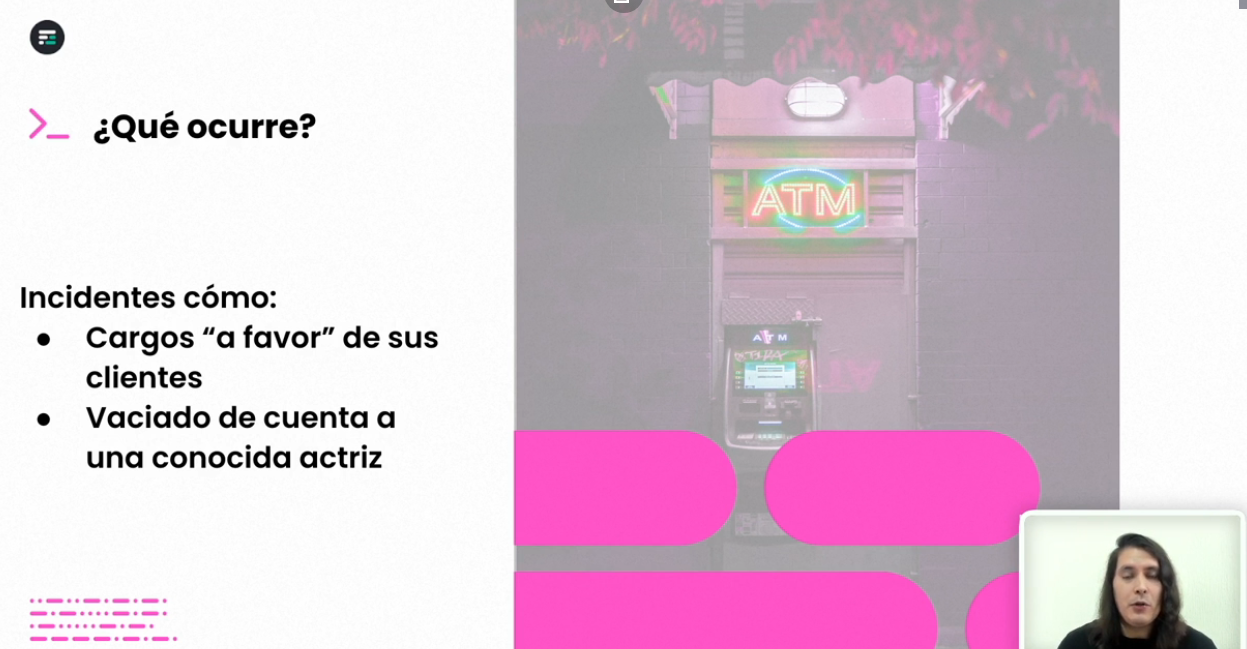 ¿Qué ocurre?
Incidentes cómo:
● Cargos “a favor” de sus
clientes
● Vaciado de cuenta a
una conocida actriz
ATM
ATM